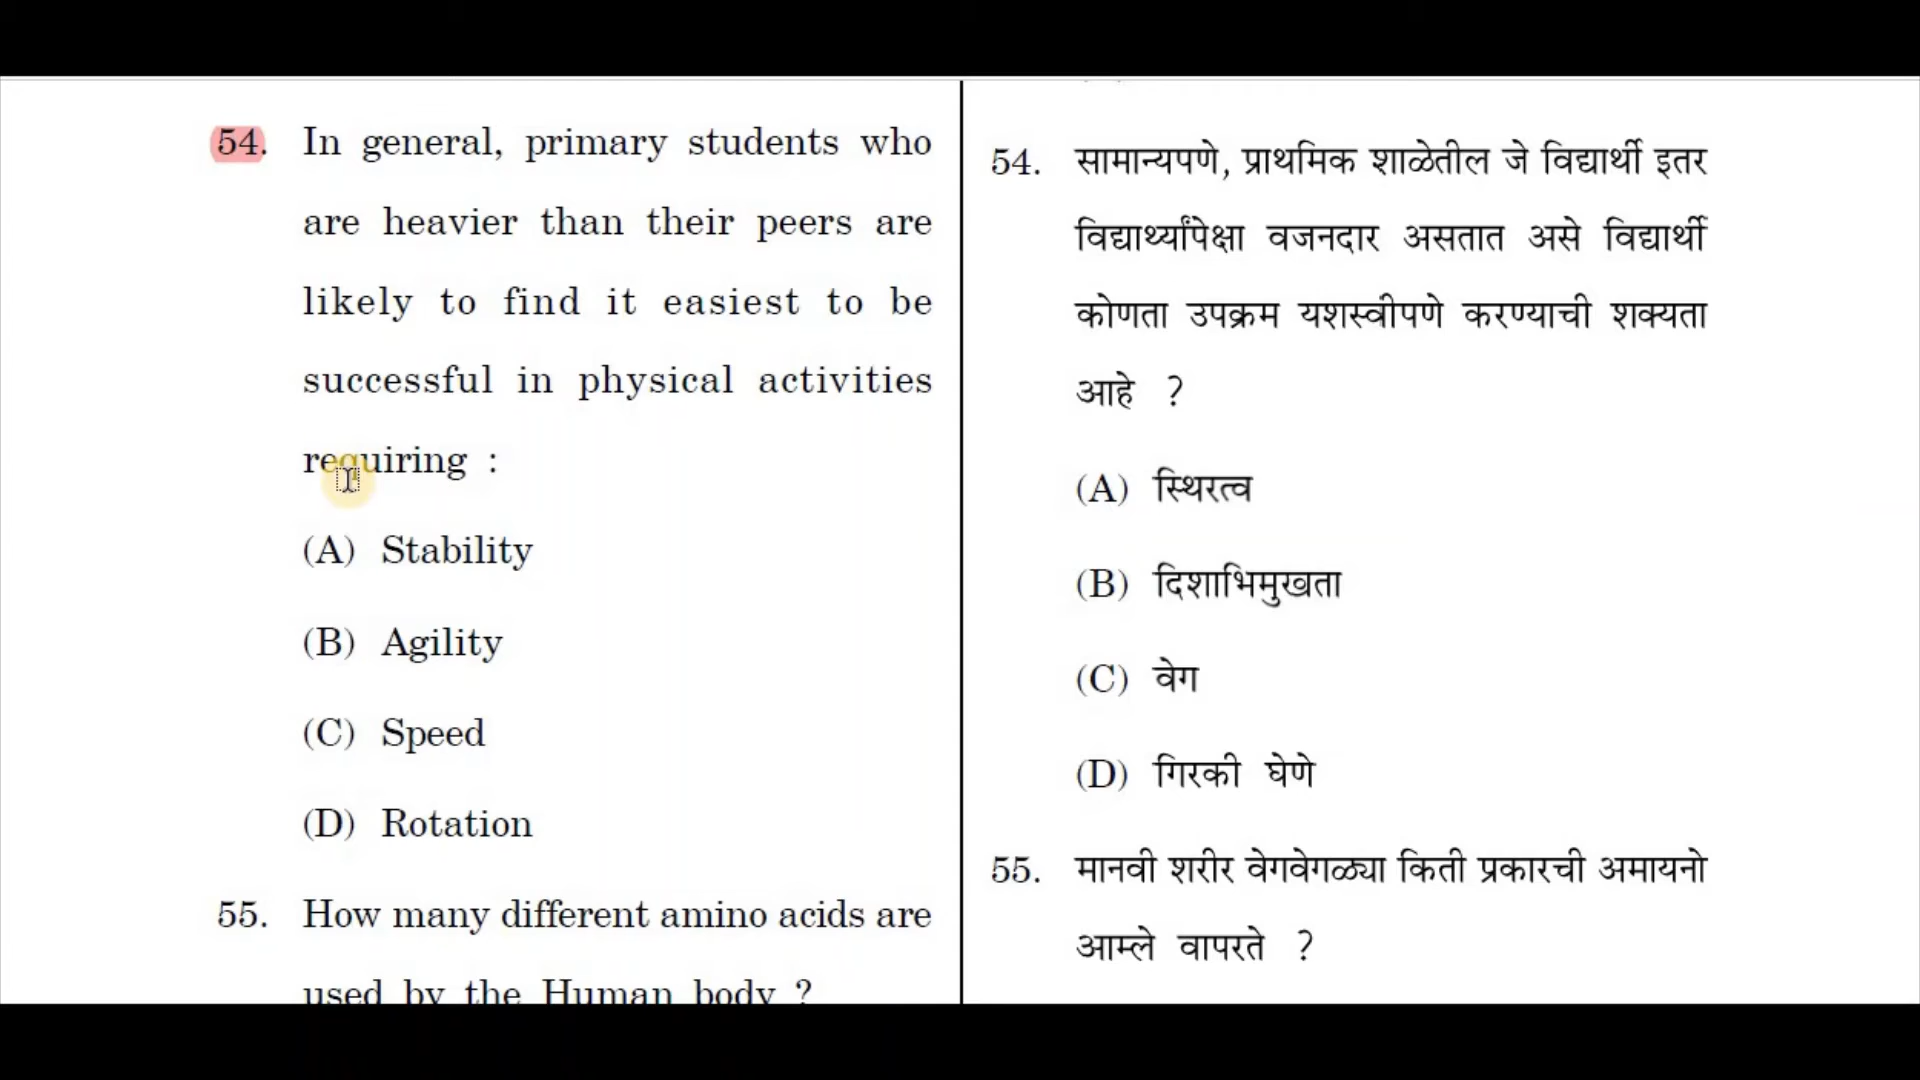 54. In general, primary students who
are heavier than their peers are
likely to find it easiest to be
successful in physical activities
requiring :
(A) Stability
(B) Agility
(C) Speed
(D) Rotation
55. How many different amino acids are
used by the Human body ?
54. सामान्यपणे, प्राथमिक शाळेतील जे विद्यार्थी इतर
विद्यार्थ्यांपेक्षा वजनदार असतात असे विद्यार्थी
कोणता उपक्रम यशस्वीपणे करण्याची शक्यता
आहे ?
(A) स्थिरत्व
(B) दिशाभिमुखता
(C) वेग
(D) गिरकी घेणे
55. मानवी शरीर वेगवेगळ्या किती प्रकारची अमायनो
आम्ले वापरते ?